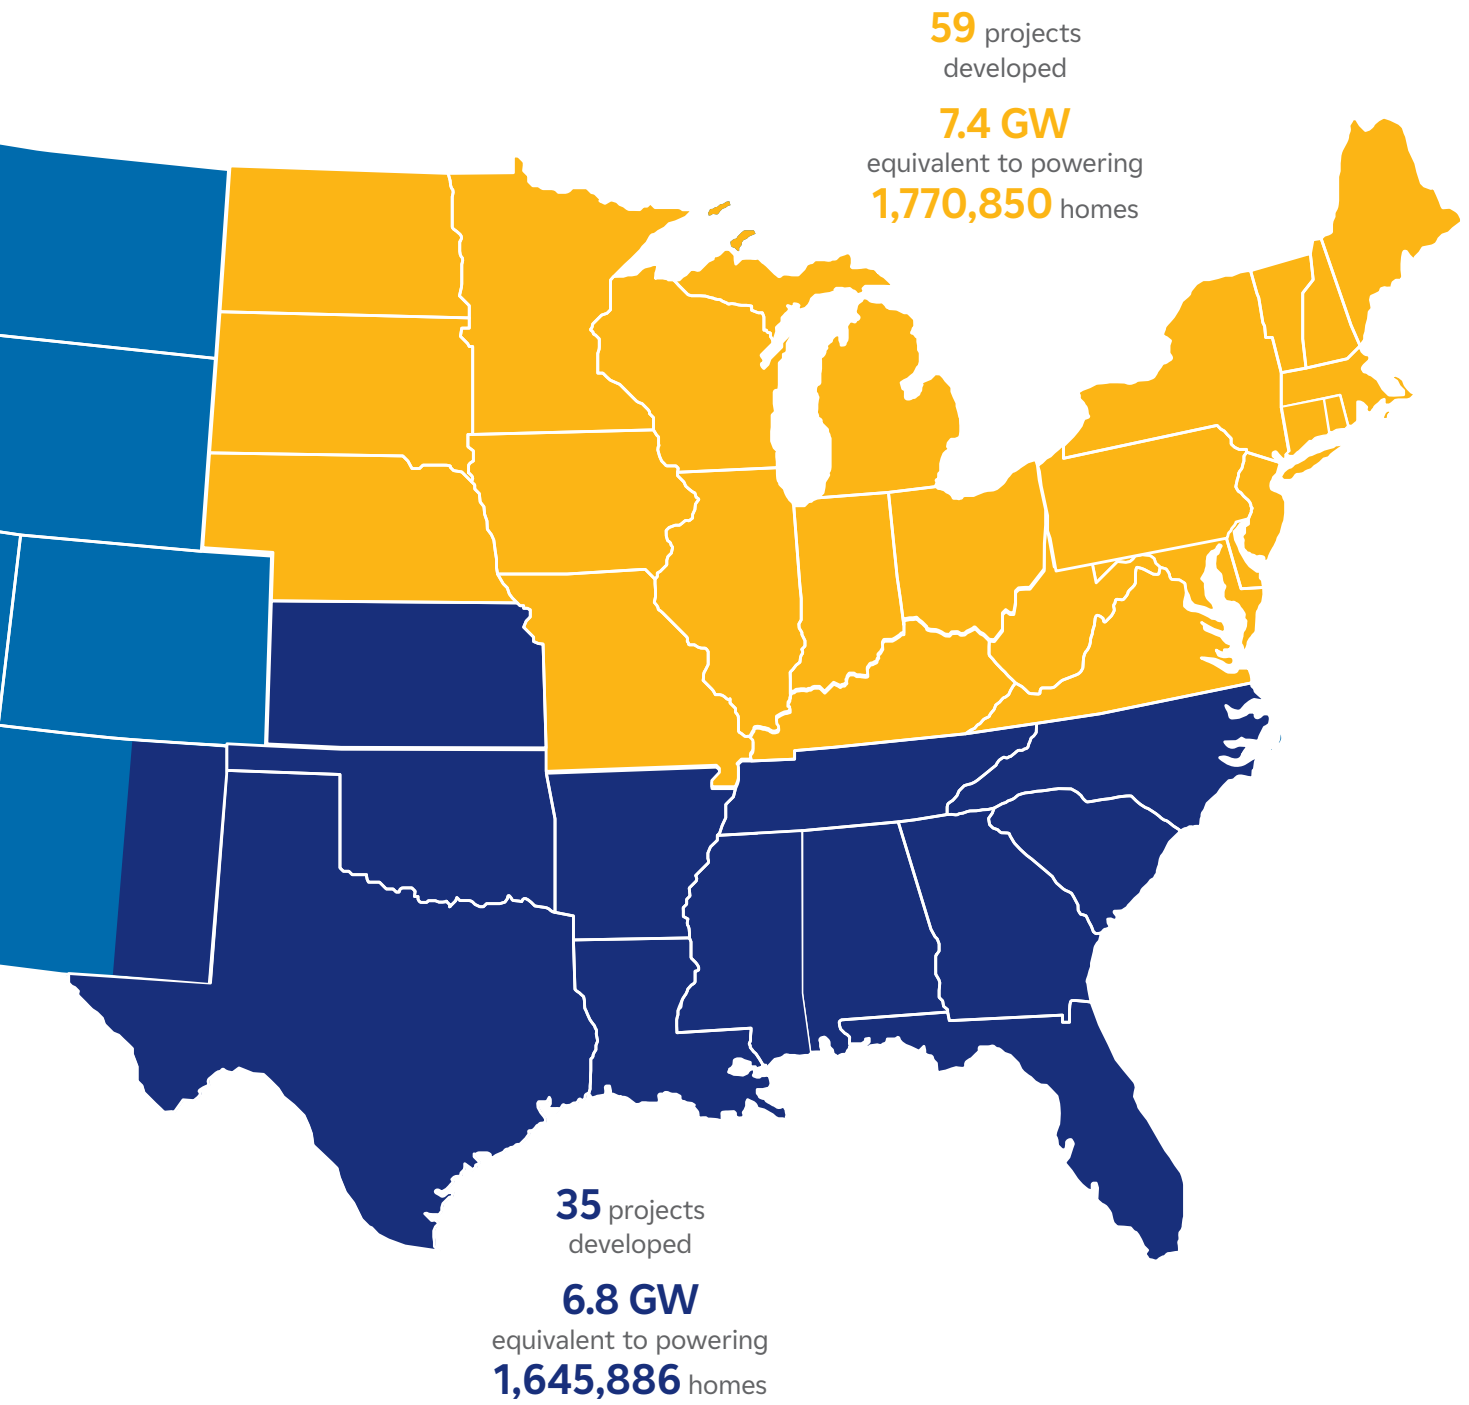 59 projects
developed
7.4 GW
equivalent to powering
1,770,850 homes
35 projects
developed
6.8 GW
equivalent to powering
1,645,886 homes